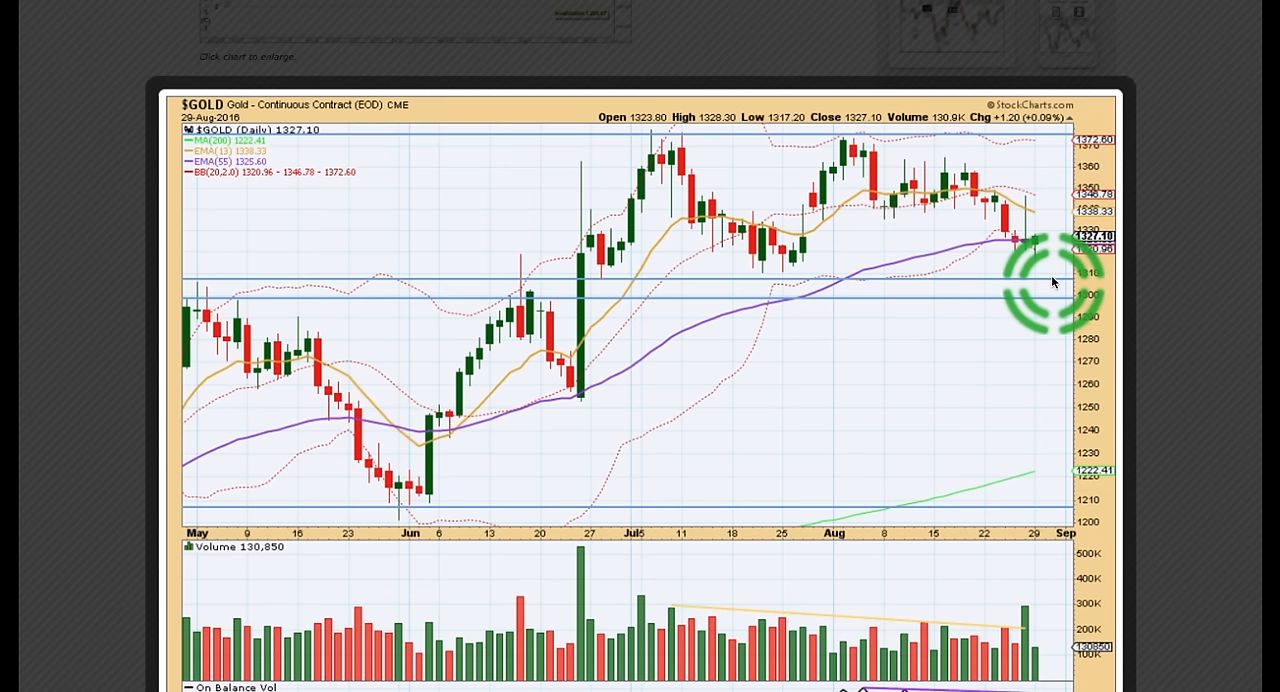 Click chart to enlarge.
$GOLD Gold - Continuous Contract (EOD) CME
© StockCharts.com
29-Aug-2016
Open 1323.80 High 1328.30 Low 1317.20 Close 1327.10 Volume 130.9K Chg +1.20 (+0.09%)
$GOLD (Daily) 1327.10
MA(200) 1222.41
EMA(13) 1338.33
EMA(55) 1325.60
BB(20,2.0) 1320.96 - 1346.78 - 1372.60
1372.60
1370
1360
1350
1346.78
1338.33
1330
1327.10
1310
1300
1290
1280
1270
1260
1250
1240
1230
1222.41
1210
1200
May 9 16 23 Jun 6 13 20 27 Jul5 11 18 25 Aug 8 15 22 29 Sep
Volume 130,850
500K
400K
300K
200K
130850
100K
On Balance Vol